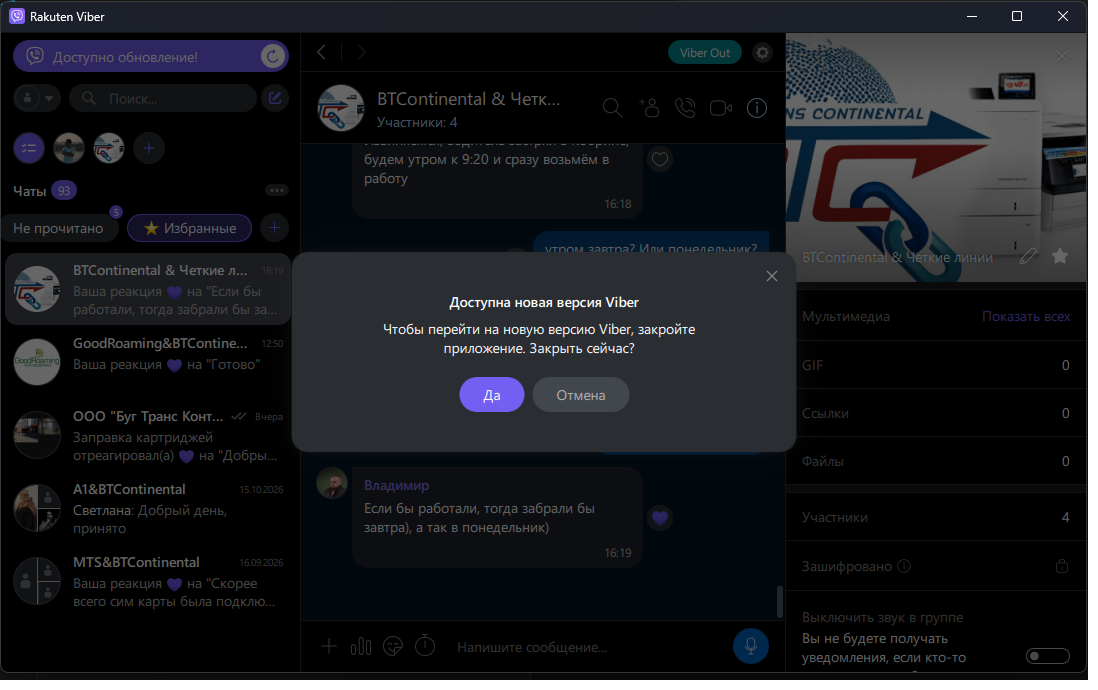 Rakuten Viber
Доступно обновление!
Поиск...
Чаты 93
5
Не прочитано
Избранные
BTContinental & Четкие л... 16:19
Ваша реакция 💜 на "Если бы
работали, тогда забрали бы за...
GoodRoaming&BTContine... 12:50
Ваша реакция 💜 на "Готово"
ООО "Буг Транс Конт... Вчера
Заправка картриджей
отреагировал(а) 💜 на "Добры...
A1&BTContinental 15.10.2026
Светлана: Добрый день,
принято
MTS&BTContinental 16.09.2026
Ваша реакция 💜 на "Скорее
всего сим карты была подклю...
Viber Out
BTContinental & Четк...
Участники: 4
будем утром к 9:20 и сразу возьмём в
работу
16:18
утром завтра? Или понедельник?
Доступна новая версия Viber
Чтобы перейти на новую версию Viber, закройте
приложение. Закрыть сейчас?
Да
Отмена
Владимир
Если бы работали, тогда забрали бы
завтра), а так в понедельник)
16:19
Напишите сообщение...
NS CONTINENTAL
BTContinental & Четкие линии
Мультимедиа Показать всех
GIF 0
Ссылки 0
Файлы 0
Участники 4
Зашифровано
Выключить звук в группе
Вы не будете получать
уведомления, если кто-то